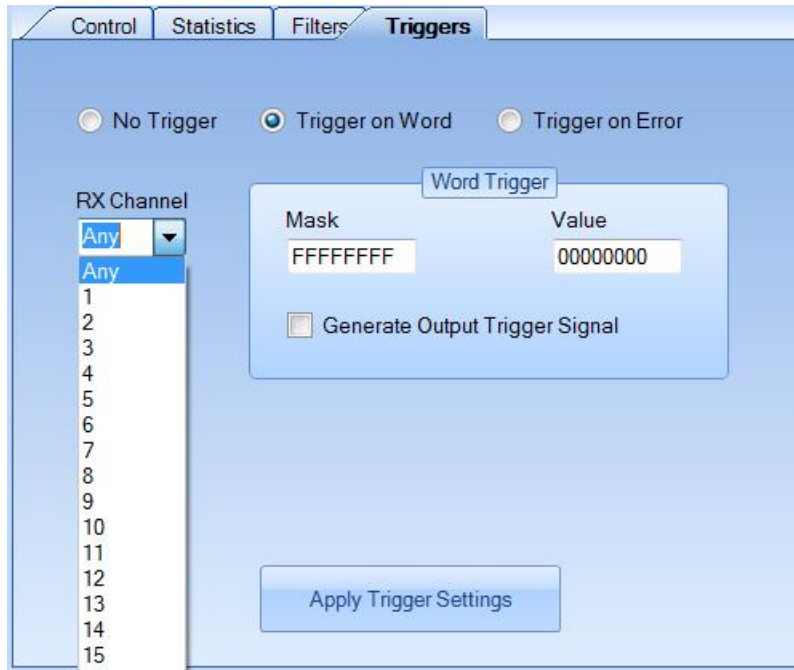 Control Statistics Filters Triggers
No Trigger Trigger on Word Trigger on Error
RX Channel
Any
Any
1
2
3
4
5
6
7
8
9
10
11
12
13
14
15
Word Trigger
Mask Value
FFFFFFFF 00000000
Generate Output Trigger Signal
Apply Trigger Settings